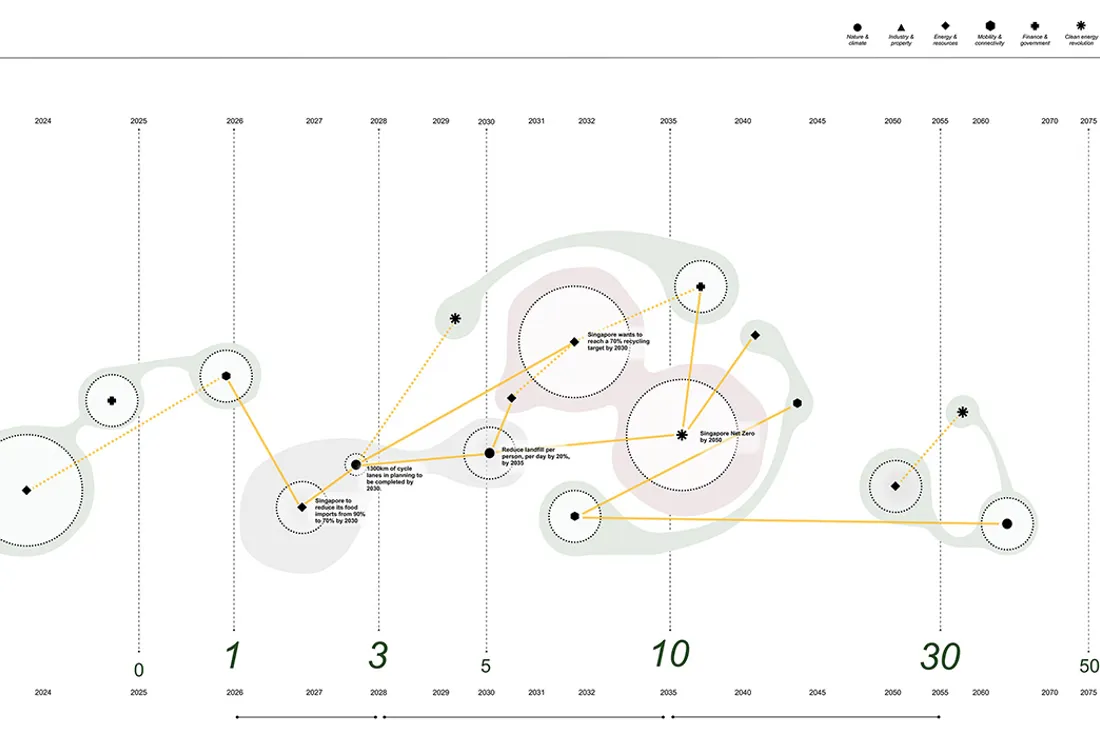 Nature &
climate
Industry &
property
Energy &
resources
Mobility &
connectivity
Finance &
government
Clean energy
revolution
2024 2025 2026 2027 2028 2029 2030 2031 2032 2035 2040 2045 2050 2055 2060 2070 2075
Singapore wants to
reach a 70% recycling
target by 2030
Singapore Net Zero
by 2050
Reduce landfill per
person, per day by 20%,
by 2035
1300km of cycle
lanes in planning to
be completed by
2030.
Singapore to
reduce its food
imports from 90%
to 70% by 2030
0 1 3 5 10 30 50
2024 2025 2026 2027 2028 2029 2030 2031 2032 2035 2040 2045 2050 2055 2060 2070 2075